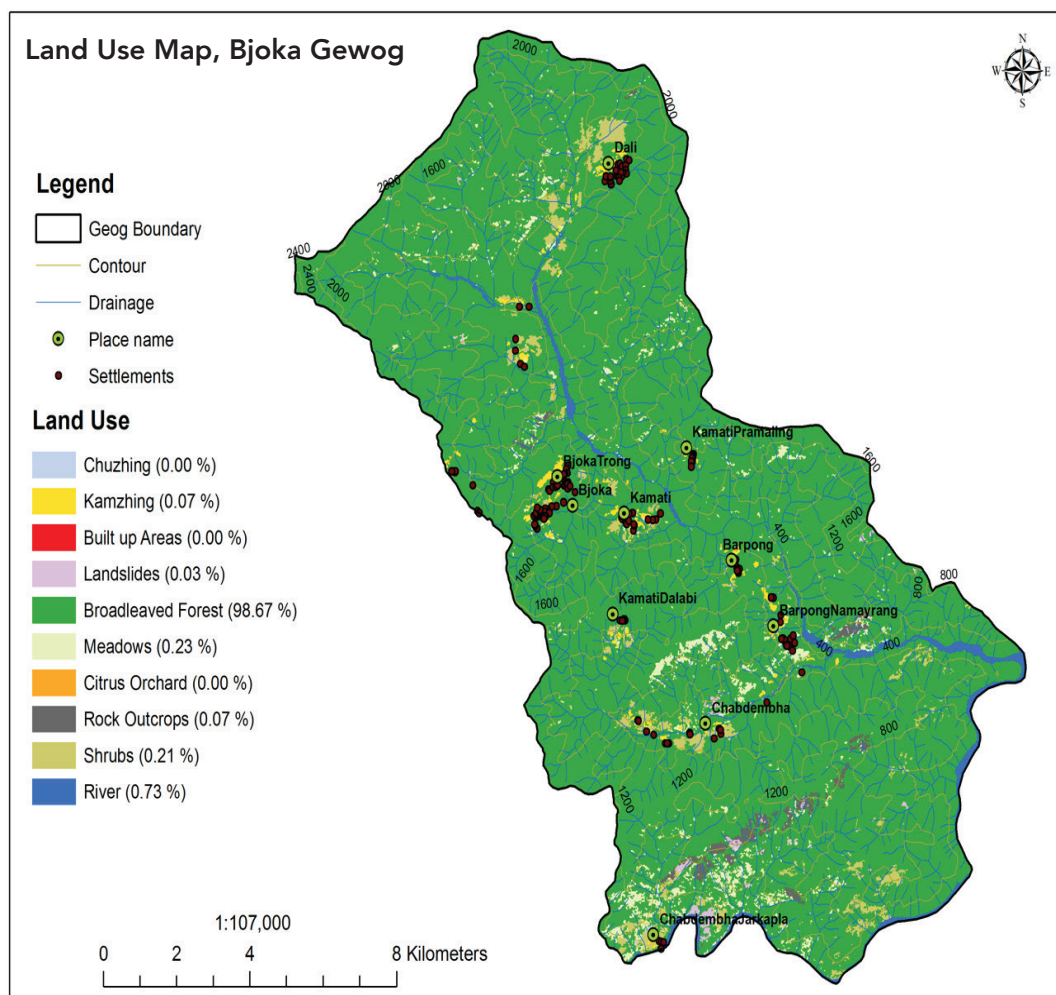 Land Use Map, Bjoka Gewog
N
W E
S
Legend
Geog Boundary
Contour
Drainage
Place name
Settlements
Land Use
Chuzhing (0.00 %)
Kamzhing (0.07 %)
Built up Areas (0.00 %)
Landslides (0.03 %)
Broadleaved Forest (98.67 %)
Meadows (0.23 %)
Citrus Orchard (0.00 %)
Rock Outcrops (0.07 %)
Shrubs (0.21 %)
River (0.73 %)
2000
2000
Dali
1600
2000
2400
2400
2000
KamatiPramaling
1600
BjokaTrong
Bjoka
Kamati
400
1600
1200
Barpong
1600
800
800
1600
KamatiDalabi
BarpongNamayrang
400
400
Chabdembha
800
1200
1200
1200
ChabdembhaJarkapla
1:107,000
0 2 4 8 Kilometers